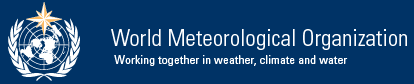 World Meteorological Organization
Working together in weather, climate and water